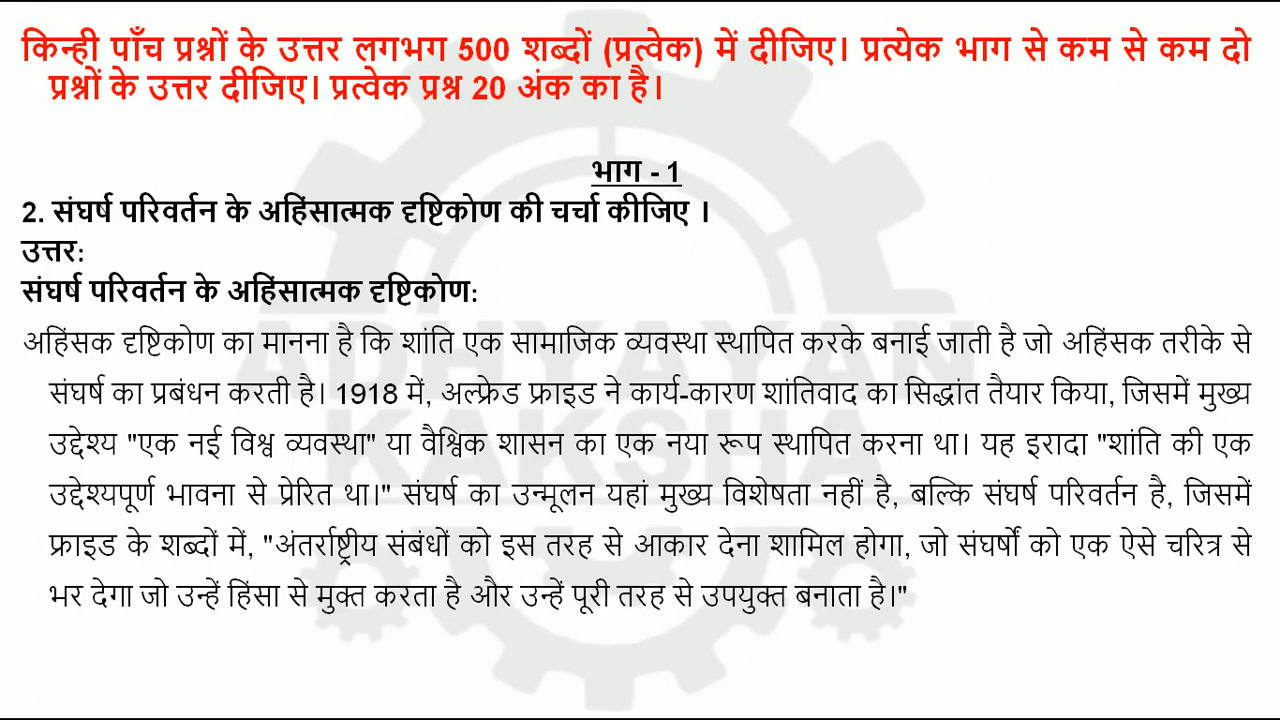 किन्ही पाँच प्रश्नों के उत्तर लगभग 500 शब्दों (प्रत्वेक) में दीजिए। प्रत्येक भाग से कम से कम दो
प्रश्नों के उत्तर दीजिए। प्रत्वेक प्रश्न 20 अंक का है।
भाग - 1
2. संघर्ष परिवर्तन के अहिंसात्मक दृष्टिकोण की चर्चा कीजिए ।
उत्तर:
संघर्ष परिवर्तन के अहिंसात्मक दृष्टिकोण:
अहिंसक दृष्टिकोण का मानना है कि शांति एक सामाजिक व्यवस्था स्थापित करके बनाई जाती है जो अहिंसक तरीके से
संघर्ष का प्रबंधन करती है। 1918 में, अल्फ्रेड फ्राइड ने कार्य-कारण शांतिवाद का सिद्धांत तैयार किया, जिसमें मुख्य
उद्देश्य "एक नई विश्व व्यवस्था" या वैश्विक शासन का एक नया रूप स्थापित करना था। यह इरादा "शांति की एक
उद्देश्यपूर्ण भावना से प्रेरित था।" संघर्ष का उन्मूलन यहां मुख्य विशेषता नहीं है, बल्कि संघर्ष परिवर्तन है, जिसमें
फ्राइड के शब्दों में, "अंतर्राष्ट्रीय संबंधों को इस तरह से आकार देना शामिल होगा, जो संघर्षों को एक ऐसे चरित्र से
भर देगा जो उन्हें हिंसा से मुक्त करता है और उन्हें पूरी तरह से उपयुक्त बनाता है।"
ADHYAYAN
KAKSHA